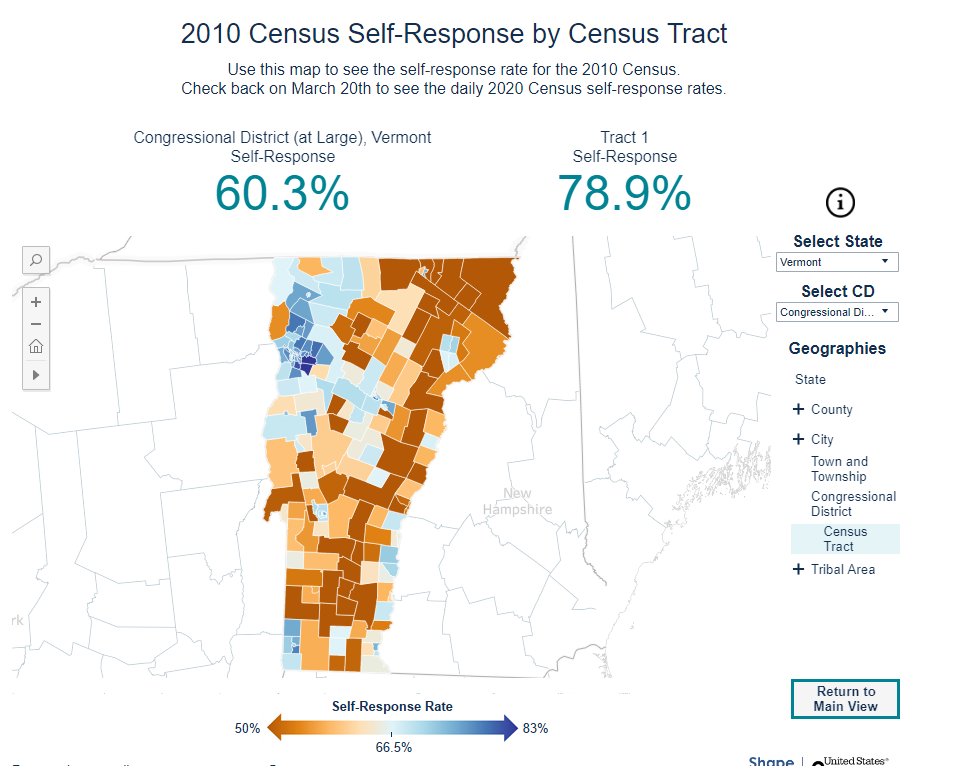 2010 Census Self-Response by Census Tract
Use this map to see the self-response rate for the 2010 Census.
Check back on March 20th to see the daily 2020 Census self-response rates.
Congressional District (at Large), Vermont
Self-Response
60.3%
Tract 1
Self-Response
78.9%
Select State
Vermont
Select CD
Congressional Di...
Geographies
State
+ County
+ City
Town and
Township
Congressional
District
Census
Tract
+ Tribal Area
New
Hampshire
rk
Return to
Main View
Self-Response Rate
50%
83%
66.5%
Shape
United States®